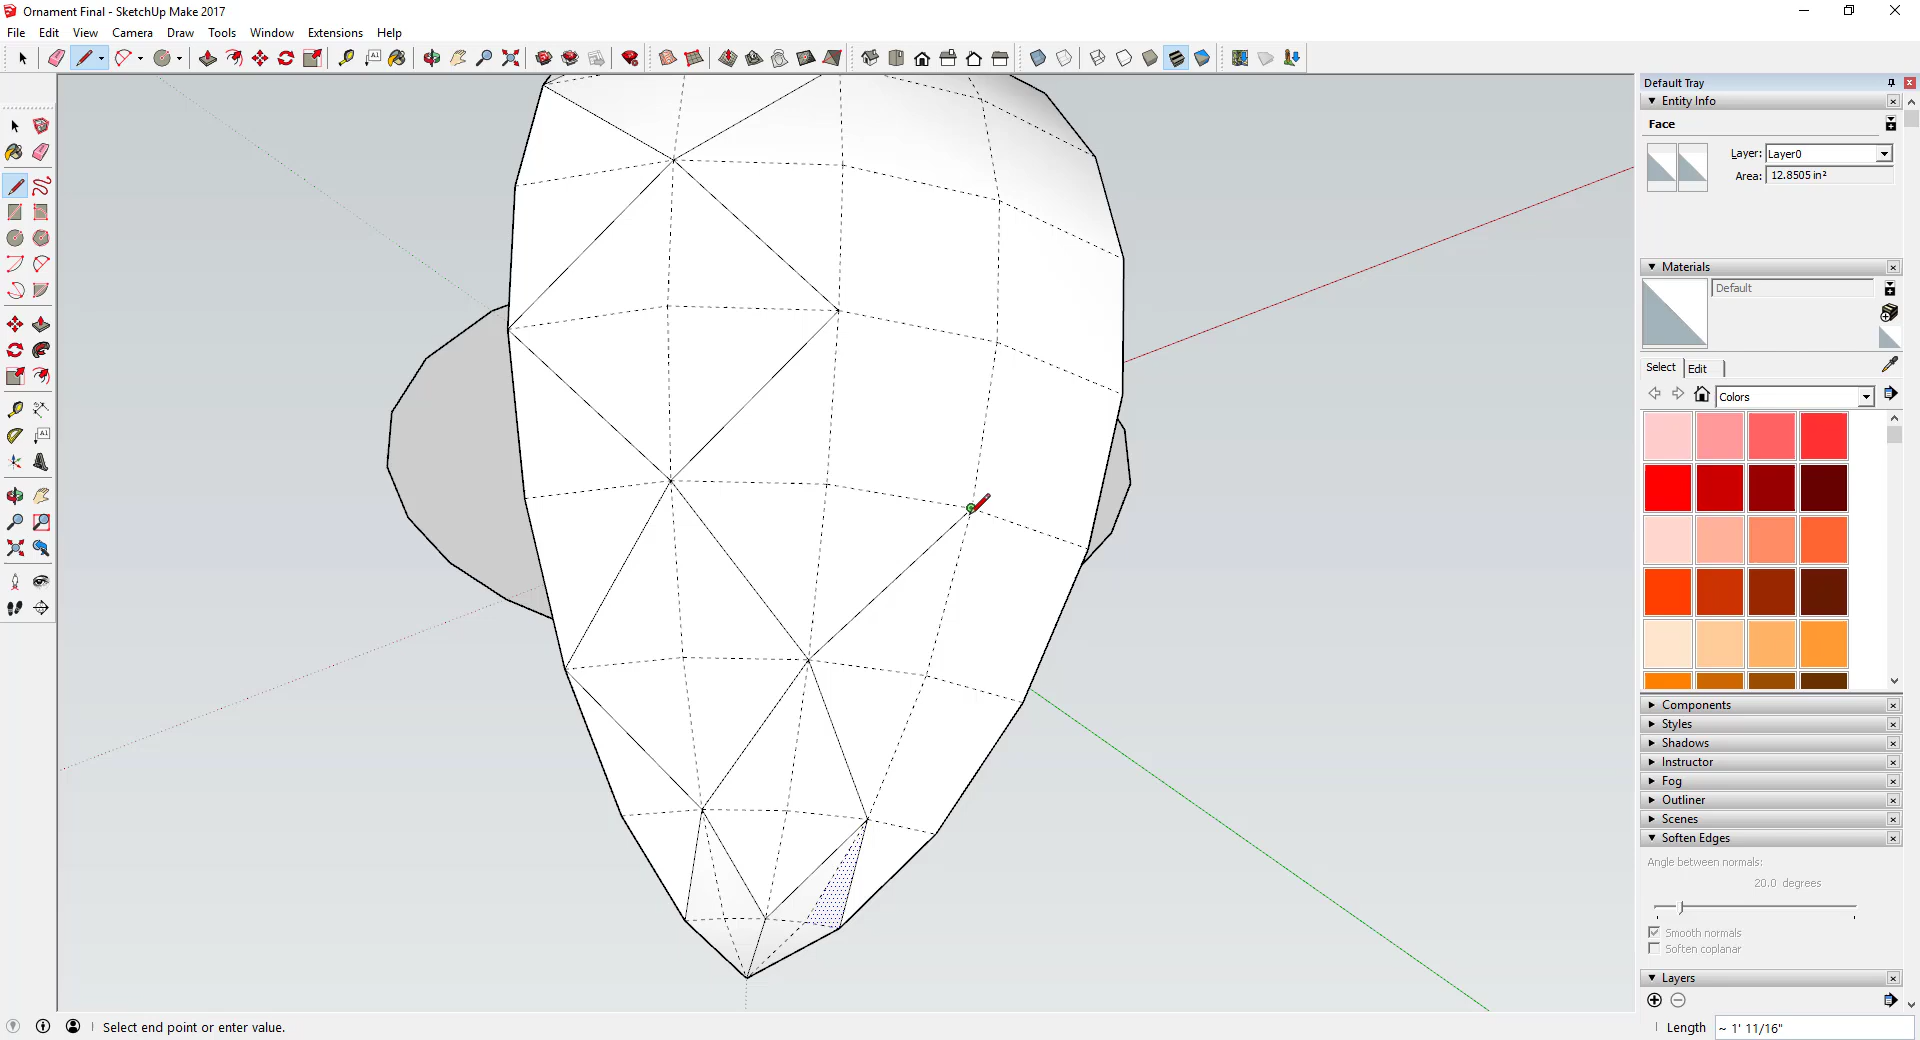 Ornament Final - SketchUp Make 2017
File Edit View Camera Draw Tools Window Extensions Help
Default Tray
Entity Info
Face
Layer: Layer0
Area: 12.8505 in²
Materials
Default
Select Edit
Colors
Components
Styles
Shadows
Instructor
Fog
Outliner
Scenes
Soften Edges
Angle between normals:
20.0 degrees
Smooth normals
Soften coplanar
Layers
Select end point or enter value.
Length ~ 1' 11/16"